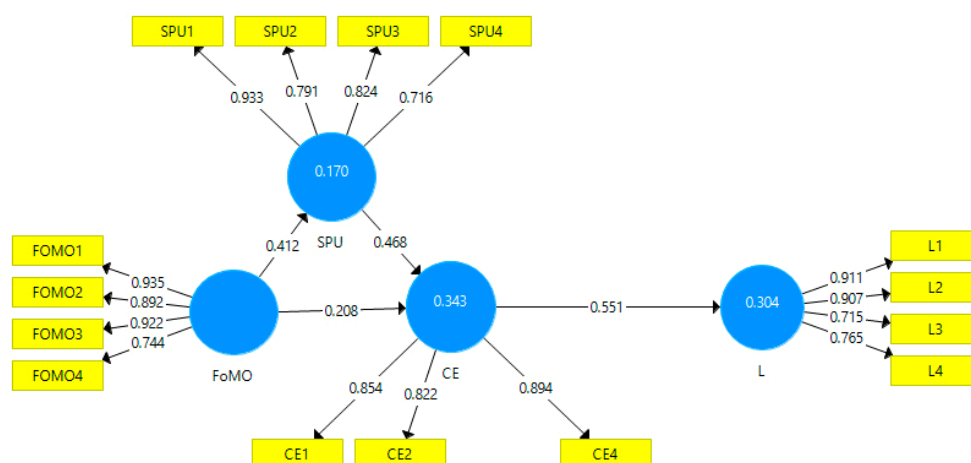 SPU1 SPU2 SPU3 SPU4
0.933 0.791 0.824 0.716
0.170
SPU
0.412 0.468
FOMO1
FOMO2
FOMO3
FOMO4
0.935
0.892
0.922
0.744
FoMO
0.208
0.343
CE
0.551
0.304
L
0.911
0.907
0.715
0.765
L1
L2
L3
L4
0.854 0.822 0.894
CE1 CE2 CE4